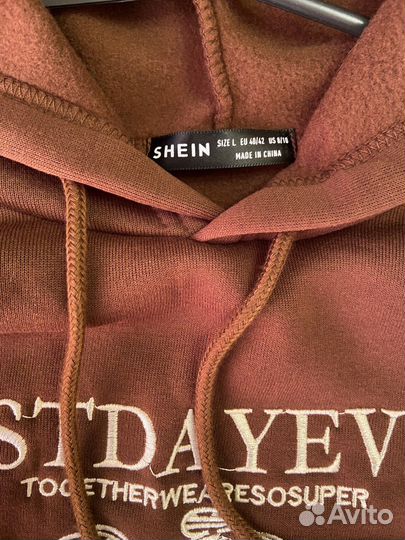 SHEIN
SIZE L EU 40/42 US 8/10
MADE IN CHINA
STDAYEV
TOGETHERWEARESOSUPER
Avito